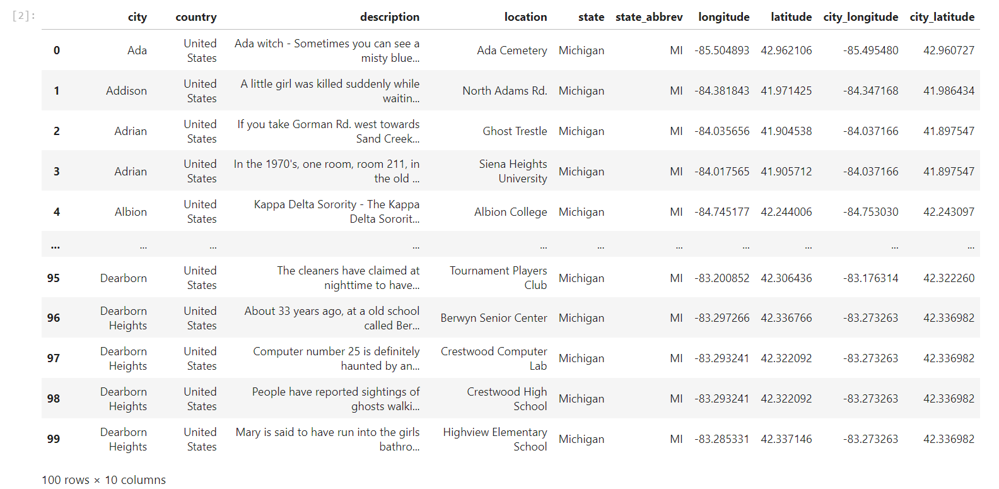 [2]:
city country description location state state_abbrev longitude latitude city_longitude city_latitude
0 Ada United States Ada witch - Sometimes you can see a misty blue... Ada Cemetery Michigan MI -85.504893 42.962106 -85.495480 42.960727
1 Addison United States A little girl was killed suddenly while waitin... North Adams Rd. Michigan MI -84.381843 41.971425 -84.347168 41.986434
2 Adrian United States If you take Gorman Rd. west towards Sand Creek... Ghost Trestle Michigan MI -84.035656 41.904538 -84.037166 41.897547
3 Adrian United States In the 1970's, one room, room 211, in the old ... Siena Heights University Michigan MI -84.017565 41.905712 -84.037166 41.897547
4 Albion United States Kappa Delta Sorority - The Kappa Delta Sororit... Albion College Michigan MI -84.745177 42.244006 -84.753030 42.243097
... ... ... ... ... ... ... ... ... ... ...
95 Dearborn United States The cleaners have claimed at nighttime to have... Tournament Players Club Michigan MI -83.200852 42.306436 -83.176314 42.322260
96 Dearborn Heights United States About 33 years ago, at a old school called Ber... Berwyn Senior Center Michigan MI -83.297266 42.336766 -83.273263 42.336982
97 Dearborn Heights United States Computer number 25 is definitely haunted by an... Crestwood Computer Lab Michigan MI -83.293241 42.322092 -83.273263 42.336982
98 Dearborn Heights United States People have reported sightings of ghosts walki... Crestwood High School Michigan MI -83.293241 42.322092 -83.273263 42.336982
99 Dearborn Heights United States Mary is said to have run into the girls bathro... Highview Elementary School Michigan MI -83.285331 42.337146 -83.273263 42.336982
100 rows × 10 columns